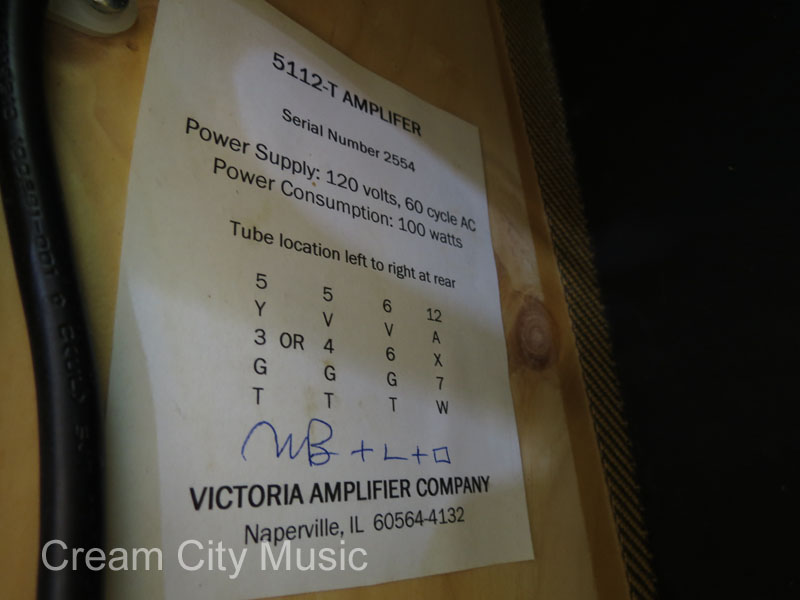 5112-T AMPLIFER
Serial Number 2554
Power Supply: 120 volts, 60 cycle AC
Power Consumption: 100 watts
Tube location left to right at rear
5 5 6 12
Y V V A
3 OR 4 6 X
G G G 7
T T T W
VICTORIA AMPLIFIER COMPANY
Naperville, IL 60564-4132
Cream City Music